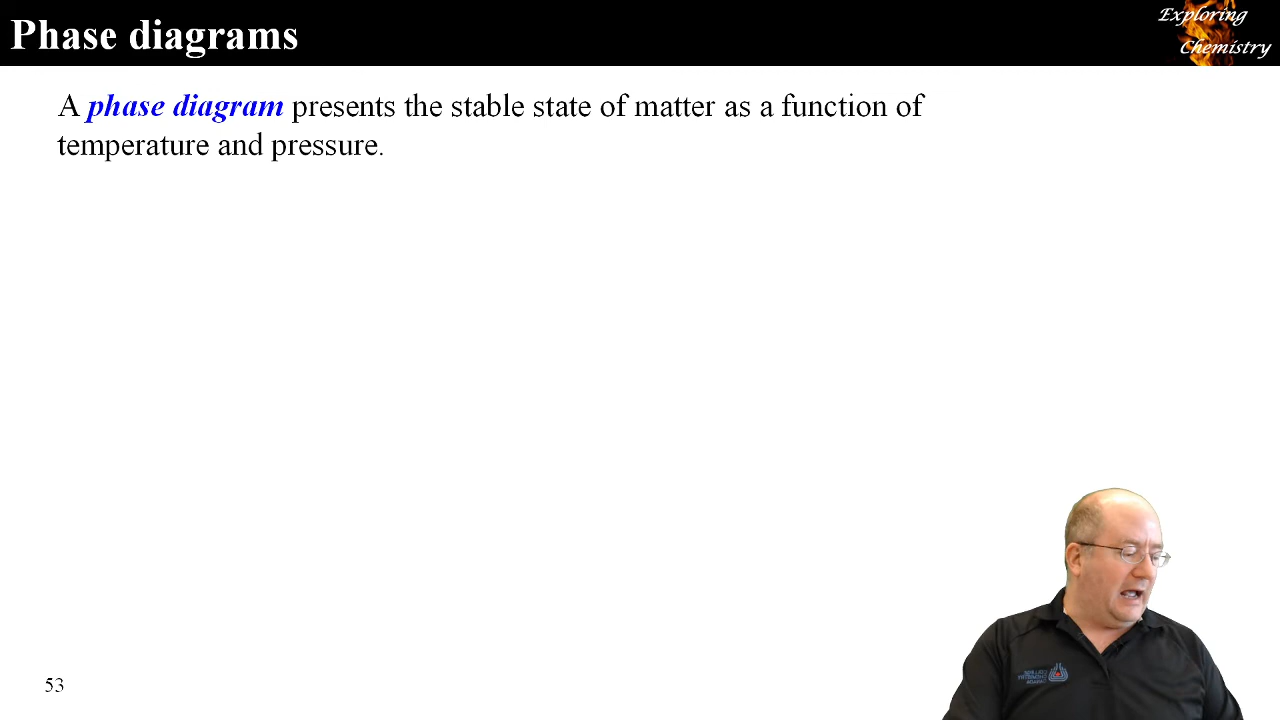 Phase diagrams
Exploring
Chemistry
A phase diagram presents the stable state of matter as a function of
temperature and pressure.
53